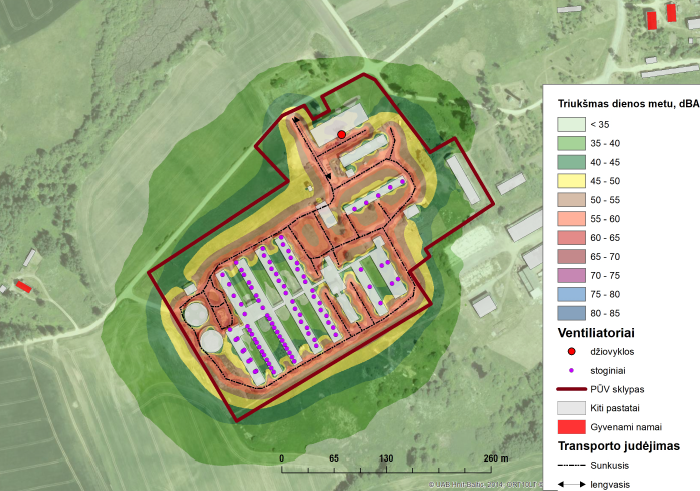 Triukšmas dienos metu, dBA
< 35
35 - 40
40 - 45
45 - 50
50 - 55
55 - 60
60 - 65
65 - 70
70 - 75
75 - 80
80 - 85
Ventiliatoriai
džiovyklos
stoginiai
PŪV sklypas
Kiti pastatai
Gyvenami namai
Transporto judėjimas
Sunkusis
lengvasis
0 65 130 260 m
© UAB